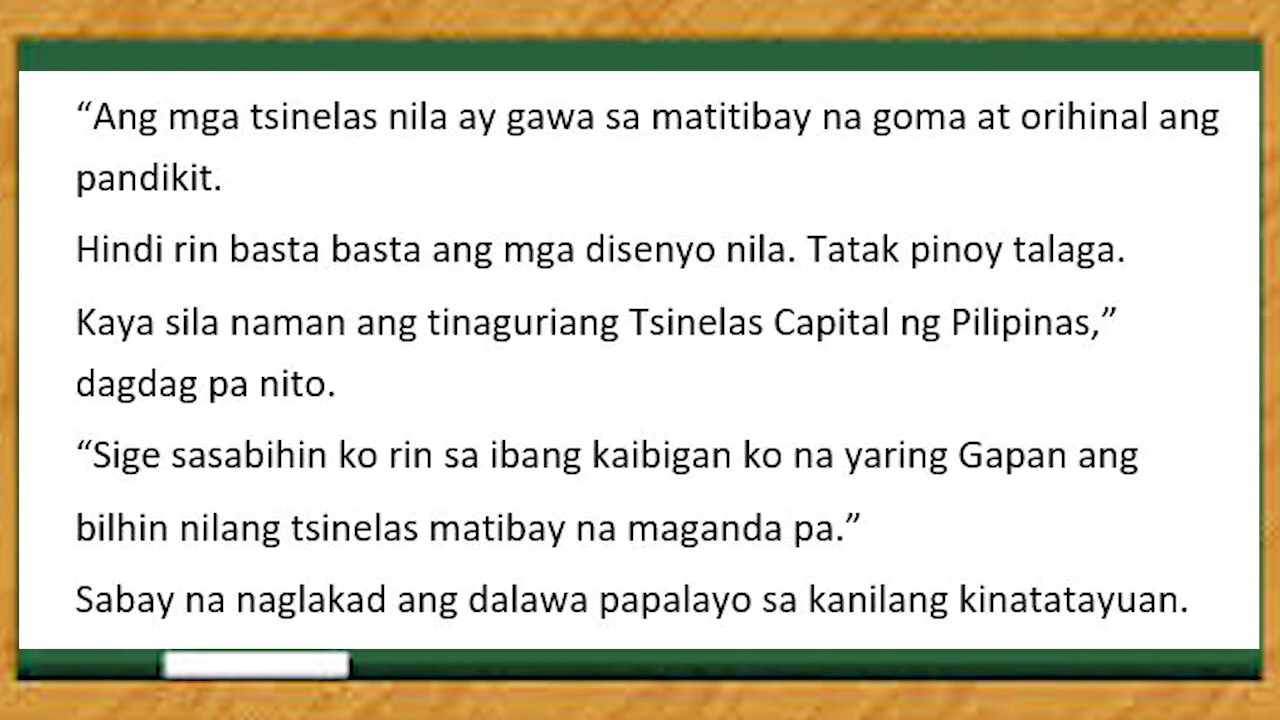 “Ang mga tsinelas nila ay gawa sa matitibay na goma at orihinal ang
pandikit.
Hindi rin basta basta ang mga disenyo nila. Tatak pinoy talaga.
Kaya sila naman ang tinaguriang Tsinelas Capital ng Pilipinas,”
dagdag pa nito.
“Sige sasabihin ko rin sa ibang kaibigan ko na yaring Gapan ang
bilhin nilang tsinelas matibay na maganda pa.”
Sabay na naglakad ang dalawa papalayo sa kanilang kinatatayuan.